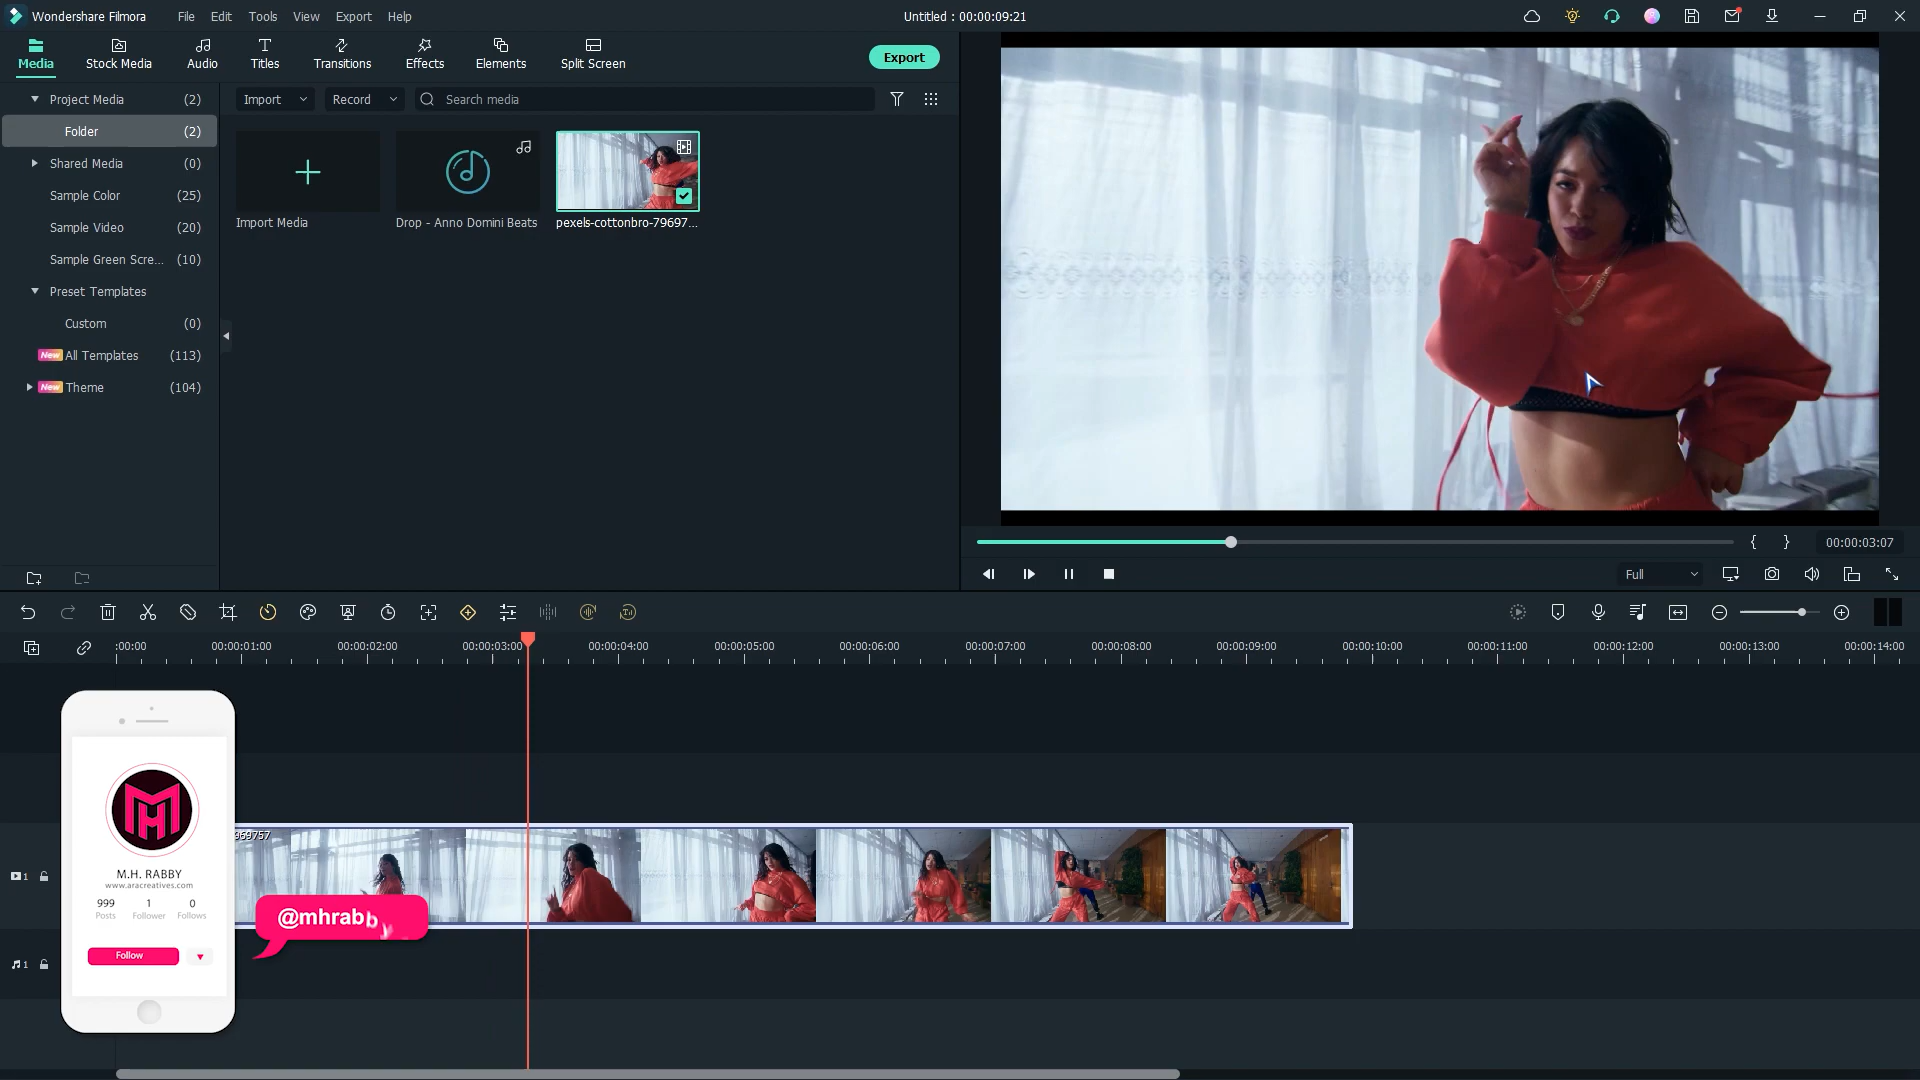 Wondershare Filmora File Edit Tools View Export Help Untitled : 00:00:09:21
Media Stock Media Audio Titles Transitions Effects Elements Split Screen Export
Project Media (2)
Folder (2)
Shared Media (0)
Sample Color (25)
Sample Video (20)
Sample Green Scre... (10)
Preset Templates
Custom (0)
New All Templates (113)
New Theme (104)
Import Record Search media
Import Media Drop - Anno Domini Beats pexels-cottonbro-79697...
{ } 00:00:03:07
Full
:00:00 00:00:01:00 00:00:02:00 00:00:03:00 00:00:04:00 00:00:05:00 00:00:06:00 00:00:07:00 00:00:08:00 00:00:09:00 00:00:10:00 00:00:11:00 00:00:12:00 00:00:13:00 00:00:14:00
969757
1
1
M.H. RABBY
www.aracreatives.com
999 1 0
Posts Follower Follows
Follow
@mhrabby